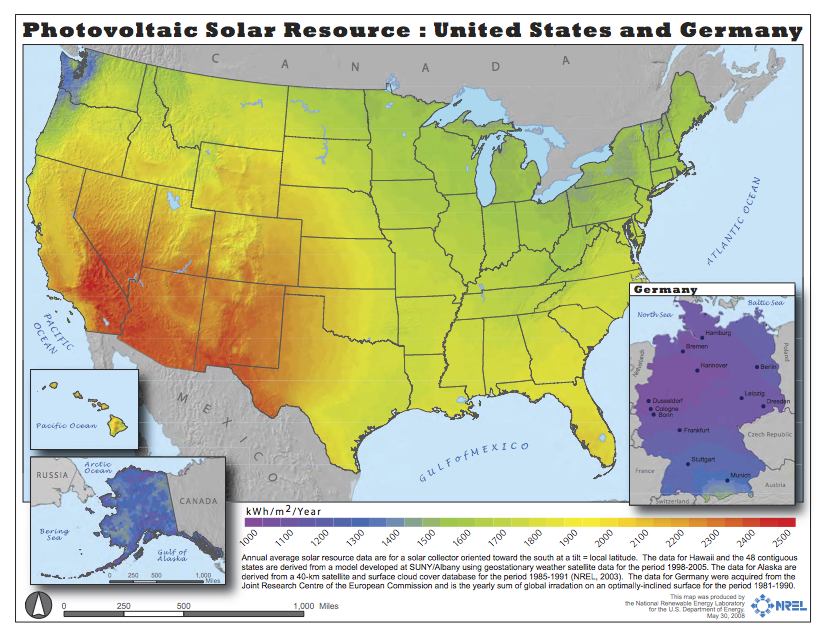 Photovoltaic Solar Resource : United States and Germany
C A N A D A
ATLANTIC OCEAN
PACIFIC
OCEAN
MEXICO
GULF of MEXICO
Pacific Ocean
RUSSIA
Arctic
Ocean
CANADA
Bering
Sea
Gulf of
Alaska
0 250 500 1,000
Miles
Germany
Baltic Sea
North Sea
Hamburg
Bremen
Hannover
Berlin
Poland
Leipzig
Dusseldorf
Dresden
Cologne
Bonn
Frankfurt
Czech Republic
Stuttgart
France
Munich
Austria
Switzerland
kWh/m2/Year
1000 1100 1200 1300 1400 1500 1600 1700 1800 1900 2000 2100 2200 2300 2400 2500
Annual average solar resource data are for a solar collector oriented toward the south at a tilt = local latitude. The data for Hawaii and the 48 contiguous
states are derived from a model developed at SUNY/Albany using geostationary weather satellite data for the period 1998-2005. The data for Alaska are
derived from a 40-km satellite and surface cloud cover database for the period 1985-1991 (NREL, 2003). The data for Germany were acquired from the
Joint Research Centre of the European Commission and is the yearly sum of global irradation on an optimally-inclined surface for the period 1981-1990.
0 250 500 1,000 Miles
This map was produced by
the National Renewable Energy Laboratory
for the U.S. Department of Energy.
May 30, 2008
NREL